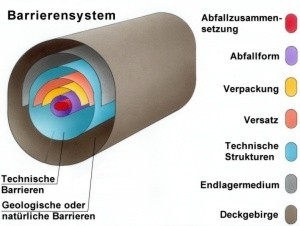 Barrierensystem
Technische
Barrieren
Geologische oder
natürliche Barrieren
Abfallzusammen-
setzung
Abfallform
Verpackung
Versatz
Technische
Strukturen
Endlagermedium
Deckgebirge